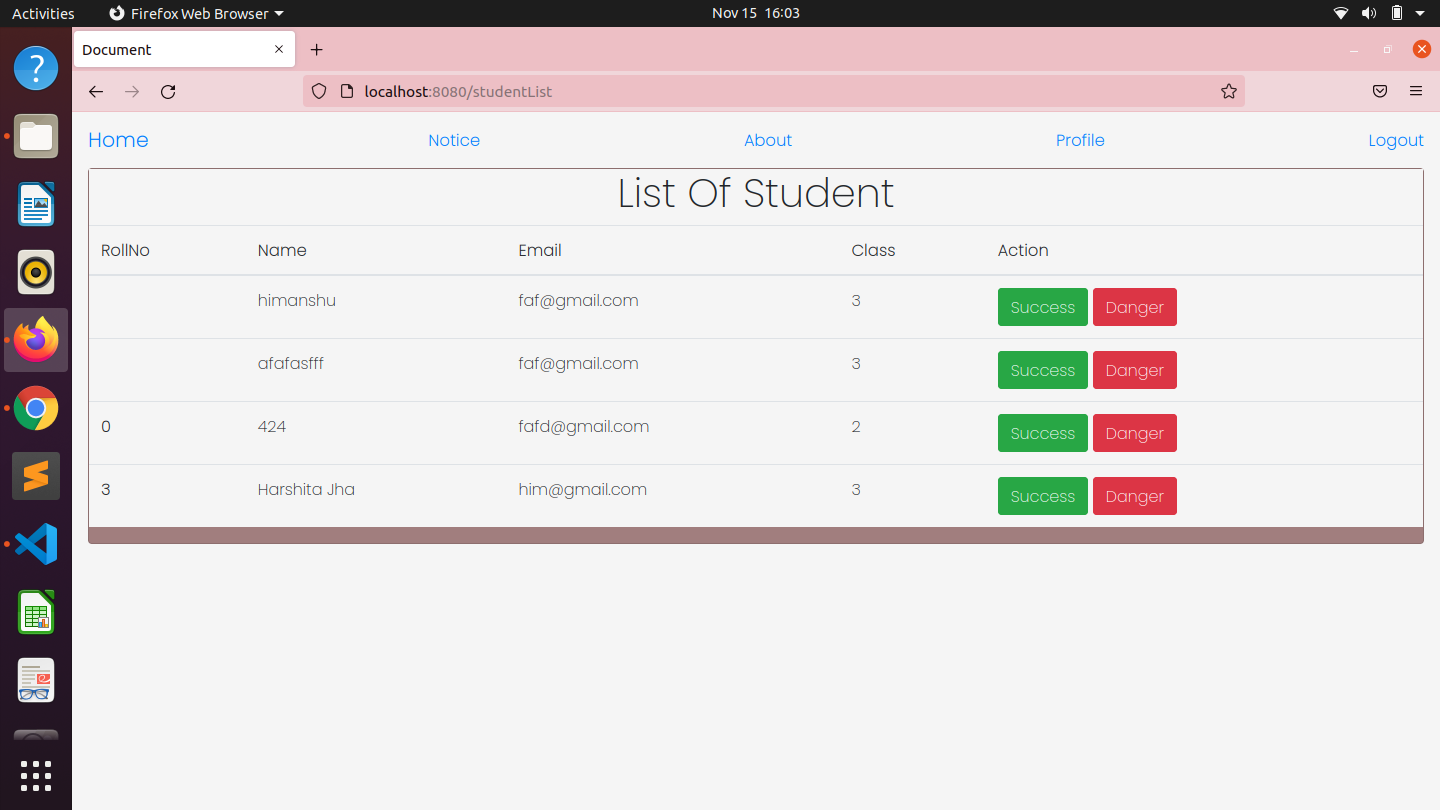 Activities Firefox Web Browser Nov 15 16:03
Document
localhost:8080/studentList
Home Notice About Profile Logout
List Of Student
RollNo Name Email Class Action
himanshu faf@gmail.com 3 Success Danger
afafasfff faf@gmail.com 3 Success Danger
0 424 fafd@gmail.com 2 Success Danger
3 Harshita Jha him@gmail.com 3 Success Danger